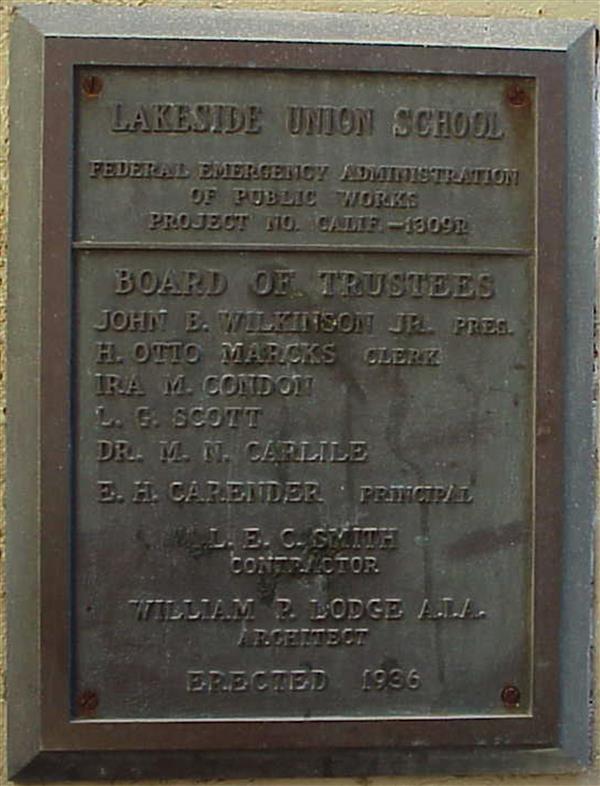 LAKESIDE UNION SCHOOL
FEDERAL EMERGENCY ADMINISTRATION
OF PUBLIC WORKS
PROJECT NO. CALIF.-1309R
BOARD OF TRUSTEES
JOHN B. WILKINSON JR. PRES.
H. OTTO MARCKS CLERK
IRA M. CONDON
L. G. SCOTT
DR. M. N. CARLILE
E. H. CARENDER PRINCIPAL
L. E. C. SMITH
CONTRACTOR
WILLIAM P. LODGE A.I.A.
ARCHITECT
ERECTED 1936